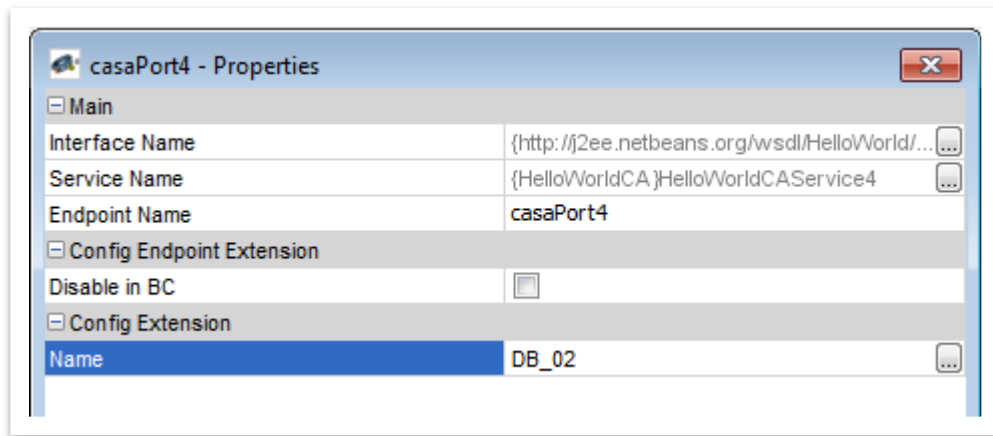 casaPort4 - Properties
Main
Interface Name {http://j2ee.netbeans.org/wsdl/HelloWorld/... ...
Service Name {HelloWorldCA}HelloWorldCAService4 ...
Endpoint Name casaPort4
Config Endpoint Extension
Disable in BC
Config Extension
Name DB_02 ...